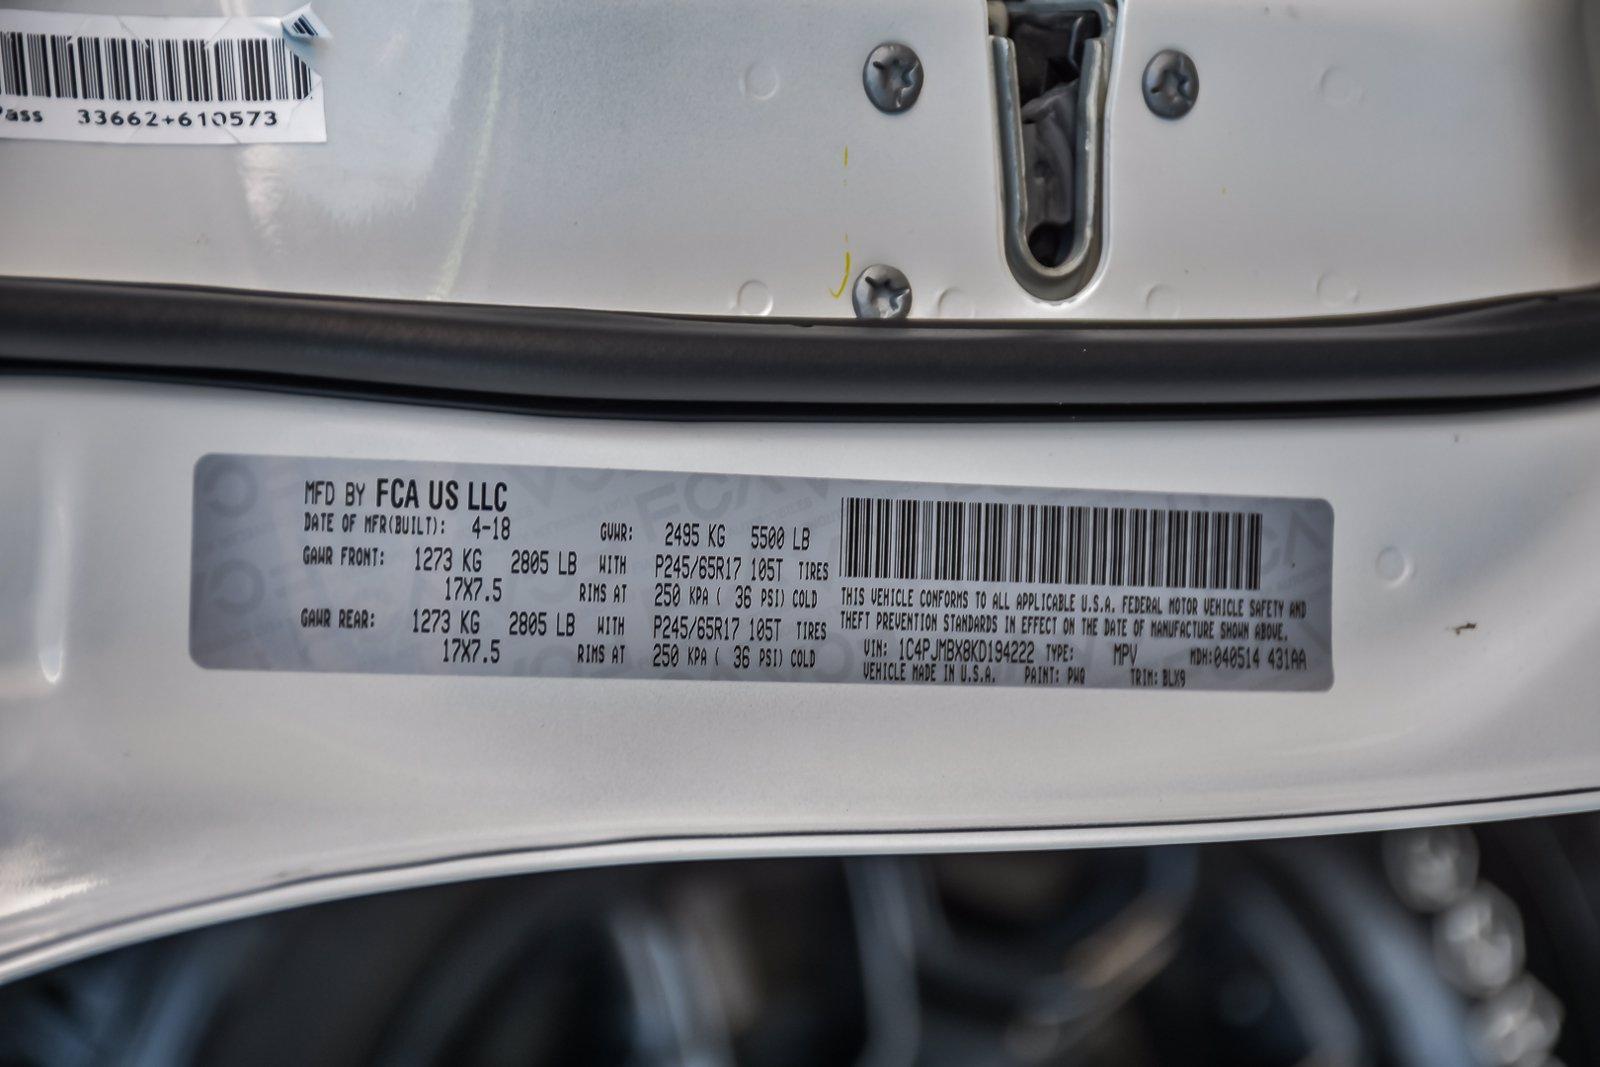 Pass 33662+610573
MFD BY FCA US LLC
DATE OF MFR(BUILT): 4-18 GVWR: 2495 KG 5500 LB
GAWR FRONT: 1273 KG 2805 LB WITH P245/65R17 105T TIRES
17X7.5 RIMS AT 250 KPA ( 36 PSI) COLD
GAWR REAR: 1273 KG 2805 LB WITH P245/65R17 105T TIRES
17X7.5 RIMS AT 250 KPA ( 36 PSI) COLD
THIS VEHICLE CONFORMS TO ALL APPLICABLE U.S.A. FEDERAL MOTOR VEHICLE SAFETY AND
THEFT PREVENTION STANDARDS IN EFFECT ON THE DATE OF MANUFACTURE SHOWN ABOVE.
VIN: 1C4PJMBX8KD194222 TYPE: MPV MDH:040514 431AA
VEHICLE MADE IN U.S.A. PAINT: PWQ TRIM: BLX9